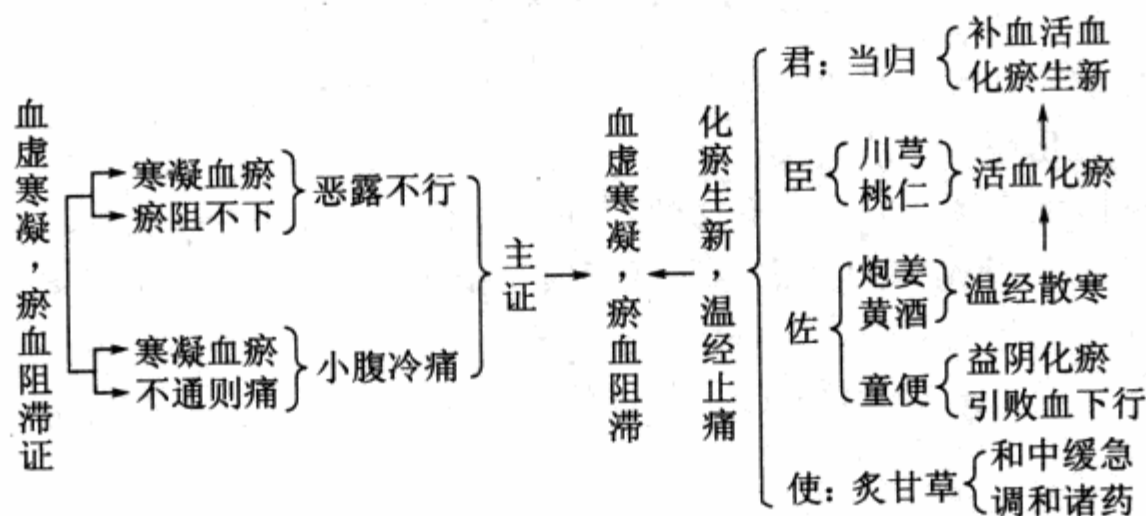 血虚寒凝，瘀血阻滞证
寒凝血瘀
瘀阻不下
恶露不行
寒凝血瘀
不通则痛
小腹冷痛
主证
血虚寒凝，瘀血阻滞
化瘀生新，温经止痛
君：当归
补血活血
化瘀生新
臣
川芎
桃仁
活血化瘀
佐
炮姜
黄酒
温经散寒
童便
益阴化瘀
引败血下行
使：炙甘草
和中缓急
调和诸药